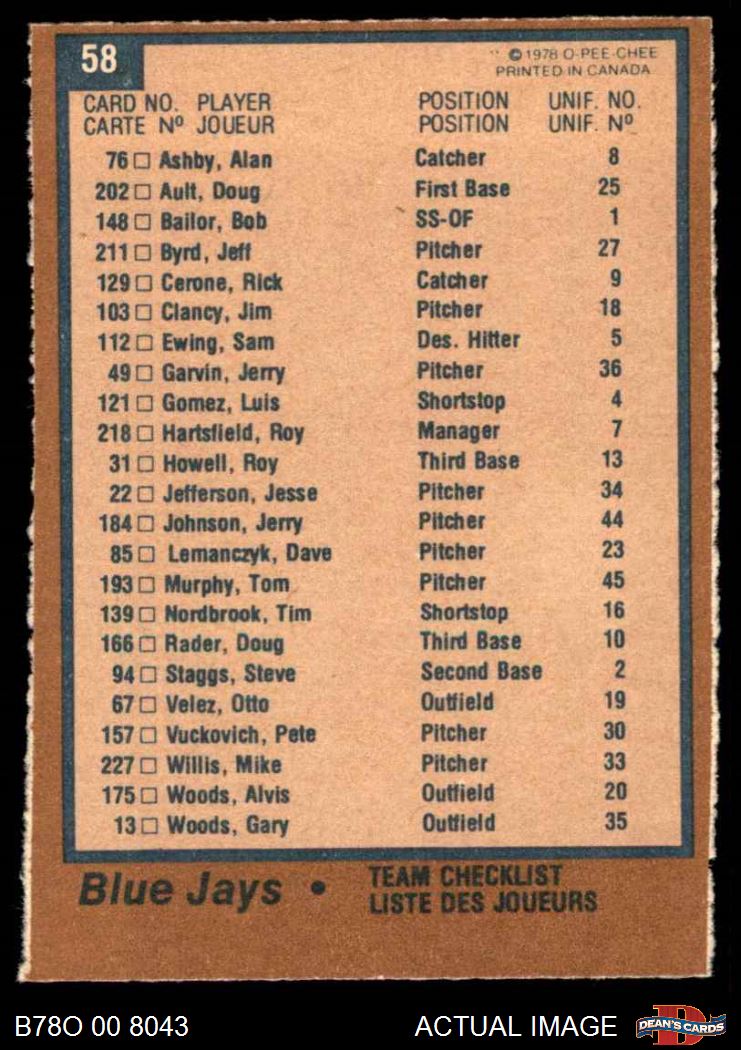 58
© 1978 O-PEE-CHEE
PRINTED IN CANADA
CARD NO. PLAYER POSITION UNIF. NO.
CARTE Nº JOUEUR POSITION UNIF. Nº
76 □ Ashby, Alan Catcher 8
202 □ Ault, Doug First Base 25
148 □ Bailor, Bob SS-OF 1
211 □ Byrd, Jeff Pitcher 27
129 □ Cerone, Rick Catcher 9
103 □ Clancy, Jim Pitcher 18
112 □ Ewing, Sam Des. Hitter 5
49 □ Garvin, Jerry Pitcher 36
121 □ Gomez, Luis Shortstop 4
218 □ Hartsfield, Roy Manager 7
31 □ Howell, Roy Third Base 13
22 □ Jefferson, Jesse Pitcher 34
184 □ Johnson, Jerry Pitcher 44
85 □ Lemanczyk, Dave Pitcher 23
193 □ Murphy, Tom Pitcher 45
139 □ Nordbrook, Tim Shortstop 16
166 □ Rader, Doug Third Base 10
94 □ Staggs, Steve Second Base 2
67 □ Velez, Otto Outfield 19
157 □ Vuckovich, Pete Pitcher 30
227 □ Willis, Mike Pitcher 33
175 □ Woods, Alvis Outfield 20
13 □ Woods, Gary Outfield 35
Blue Jays • TEAM CHECKLIST
LISTE DES JOUEURS
B78O 00 8043 ACTUAL IMAGE D DEAN'S CARDS